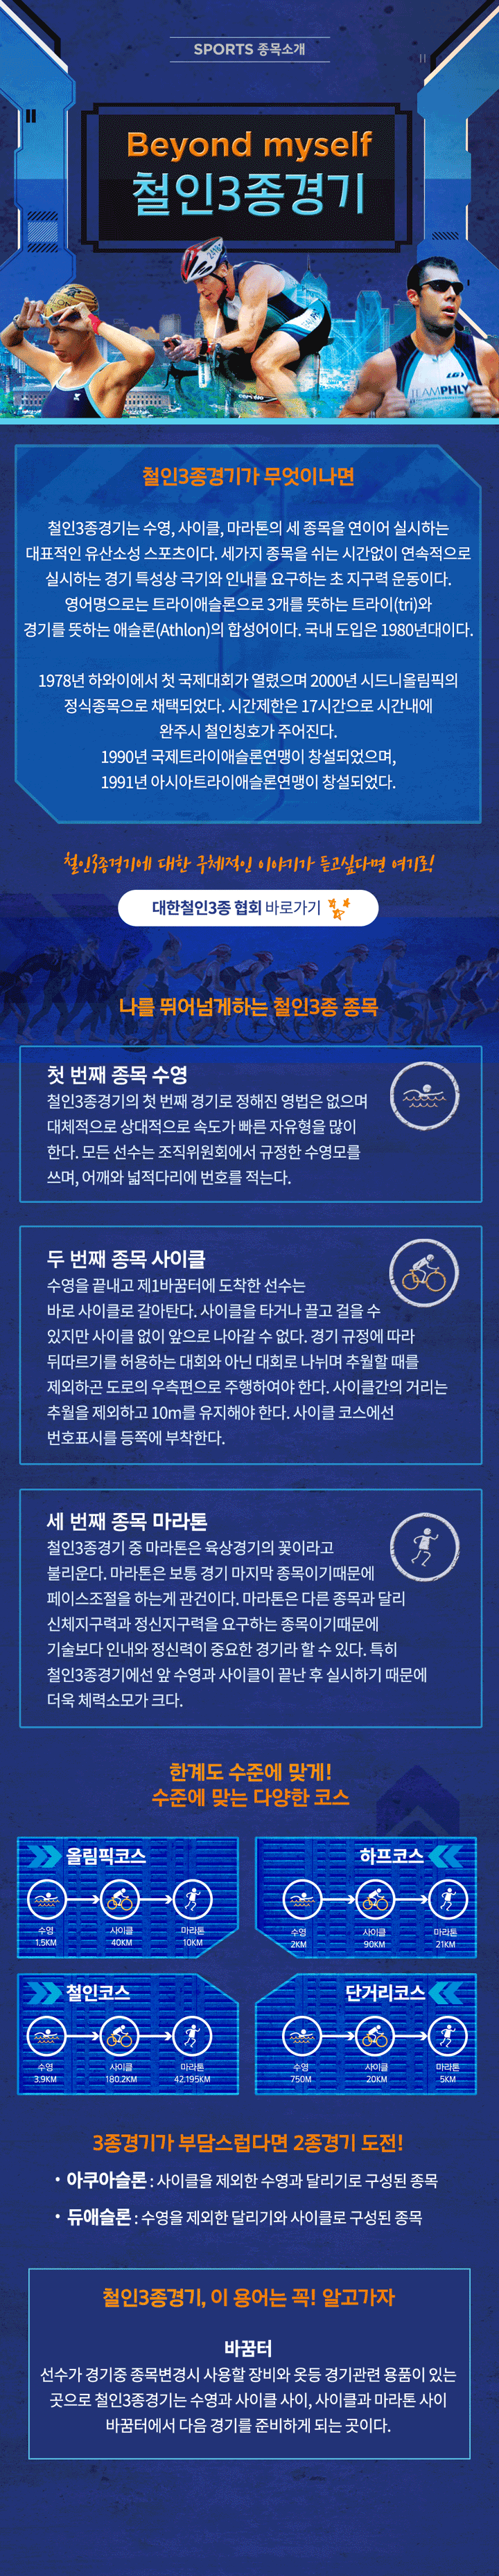 SPORTS 종목소개
Beyond myself
철인3종경기
TEAMPHLY
철인3종경기가 무엇이냐면
철인3종경기는 수영, 사이클, 마라톤의 세 종목을 연이어 실시하는
대표적인 유산소성 스포츠이다. 세가지 종목을 쉬는 시간없이 연속적으로
실시하는 경기 특성상 극기와 인내를 요구하는 초 지구력 운동이다.
영어명으로는 트라이애슬론으로 3개를 뜻하는 트라이(tri)와
경기를 뜻하는 애슬론(Athlon)의 합성어이다. 국내 도입은 1980년대이다.
1978년 하와이에서 첫 국제대회가 열렸으며 2000년 시드니올림픽의
정식종목으로 채택되었다. 시간제한은 17시간으로 시간내에
완주시 철인칭호가 주어진다.
1990년 국제트라이애슬론연맹이 창설되었으며,
1991년 아시아트라이애슬론연맹이 창설되었다.
철인3종경기에 대한 구체적인 이야기가 듣고싶다면 여기로!
대한철인3종 협회 바로가기
나를 뛰어넘게하는 철인3종 종목
첫 번째 종목 수영
철인3종경기의 첫 번째 경기로 정해진 영법은 없으며
대체적으로 상대적으로 속도가 빠른 자유형을 많이
한다. 모든 선수는 조직위원회에서 규정한 수영모를
쓰며, 어깨와 넓적다리에 번호를 적는다.
두 번째 종목 사이클
수영을 끝내고 제1바꿈터에 도착한 선수는
바로 사이클로 갈아탄다. 사이클을 타거나 끌고 걸을 수
있지만 사이클 없이 앞으로 나아갈 수 없다. 경기 규정에 따라
뒤따르기를 허용하는 대회와 아닌 대회로 나뉘며 추월할 때를
제외하곤 도로의 우측편으로 주행하여야 한다. 사이클간의 거리는
추월을 제외하고 10m를 유지해야 한다. 사이클 코스에선
번호표시를 등쪽에 부착한다.
세 번째 종목 마라톤
철인3종경기 중 마라톤은 육상경기의 꽃이라고
불리운다. 마라톤은 보통 경기 마지막 종목이기때문에
페이스조절을 하는게 관건이다. 마라톤은 다른 종목과 달리
신체지구력과 정신지구력을 요구하는 종목이기때문에
기술보다 인내와 정신력이 중요한 경기라 할 수 있다. 특히
철인3종경기에선 앞 수영과 사이클이 끝난 후 실시하기 때문에
더욱 체력소모가 크다.
한계도 수준에 맞게!
수준에 맞는 다양한 코스
올림픽코스
수영 사이클 마라톤
1.5KM 40KM 10KM
하프코스
수영 사이클 마라톤
2KM 90KM 21KM
철인코스
수영 사이클 마라톤
3.9KM 180.2KM 42.195KM
단거리코스
수영 사이클 마라톤
750M 20KM 5KM
3종경기가 부담스럽다면 2종경기 도전!
• 아쿠아슬론 : 사이클을 제외한 수영과 달리기로 구성된 종목
• 듀애슬론 : 수영을 제외한 달리기와 사이클로 구성된 종목
철인3종경기, 이 용어는 꼭! 알고가자
바꿈터
선수가 경기중 종목변경시 사용할 장비와 옷등 경기관련 용품이 있는
곳으로 철인3종경기는 수영과 사이클 사이, 사이클과 마라톤 사이
바꿈터에서 다음 경기를 준비하게 되는 곳이다.